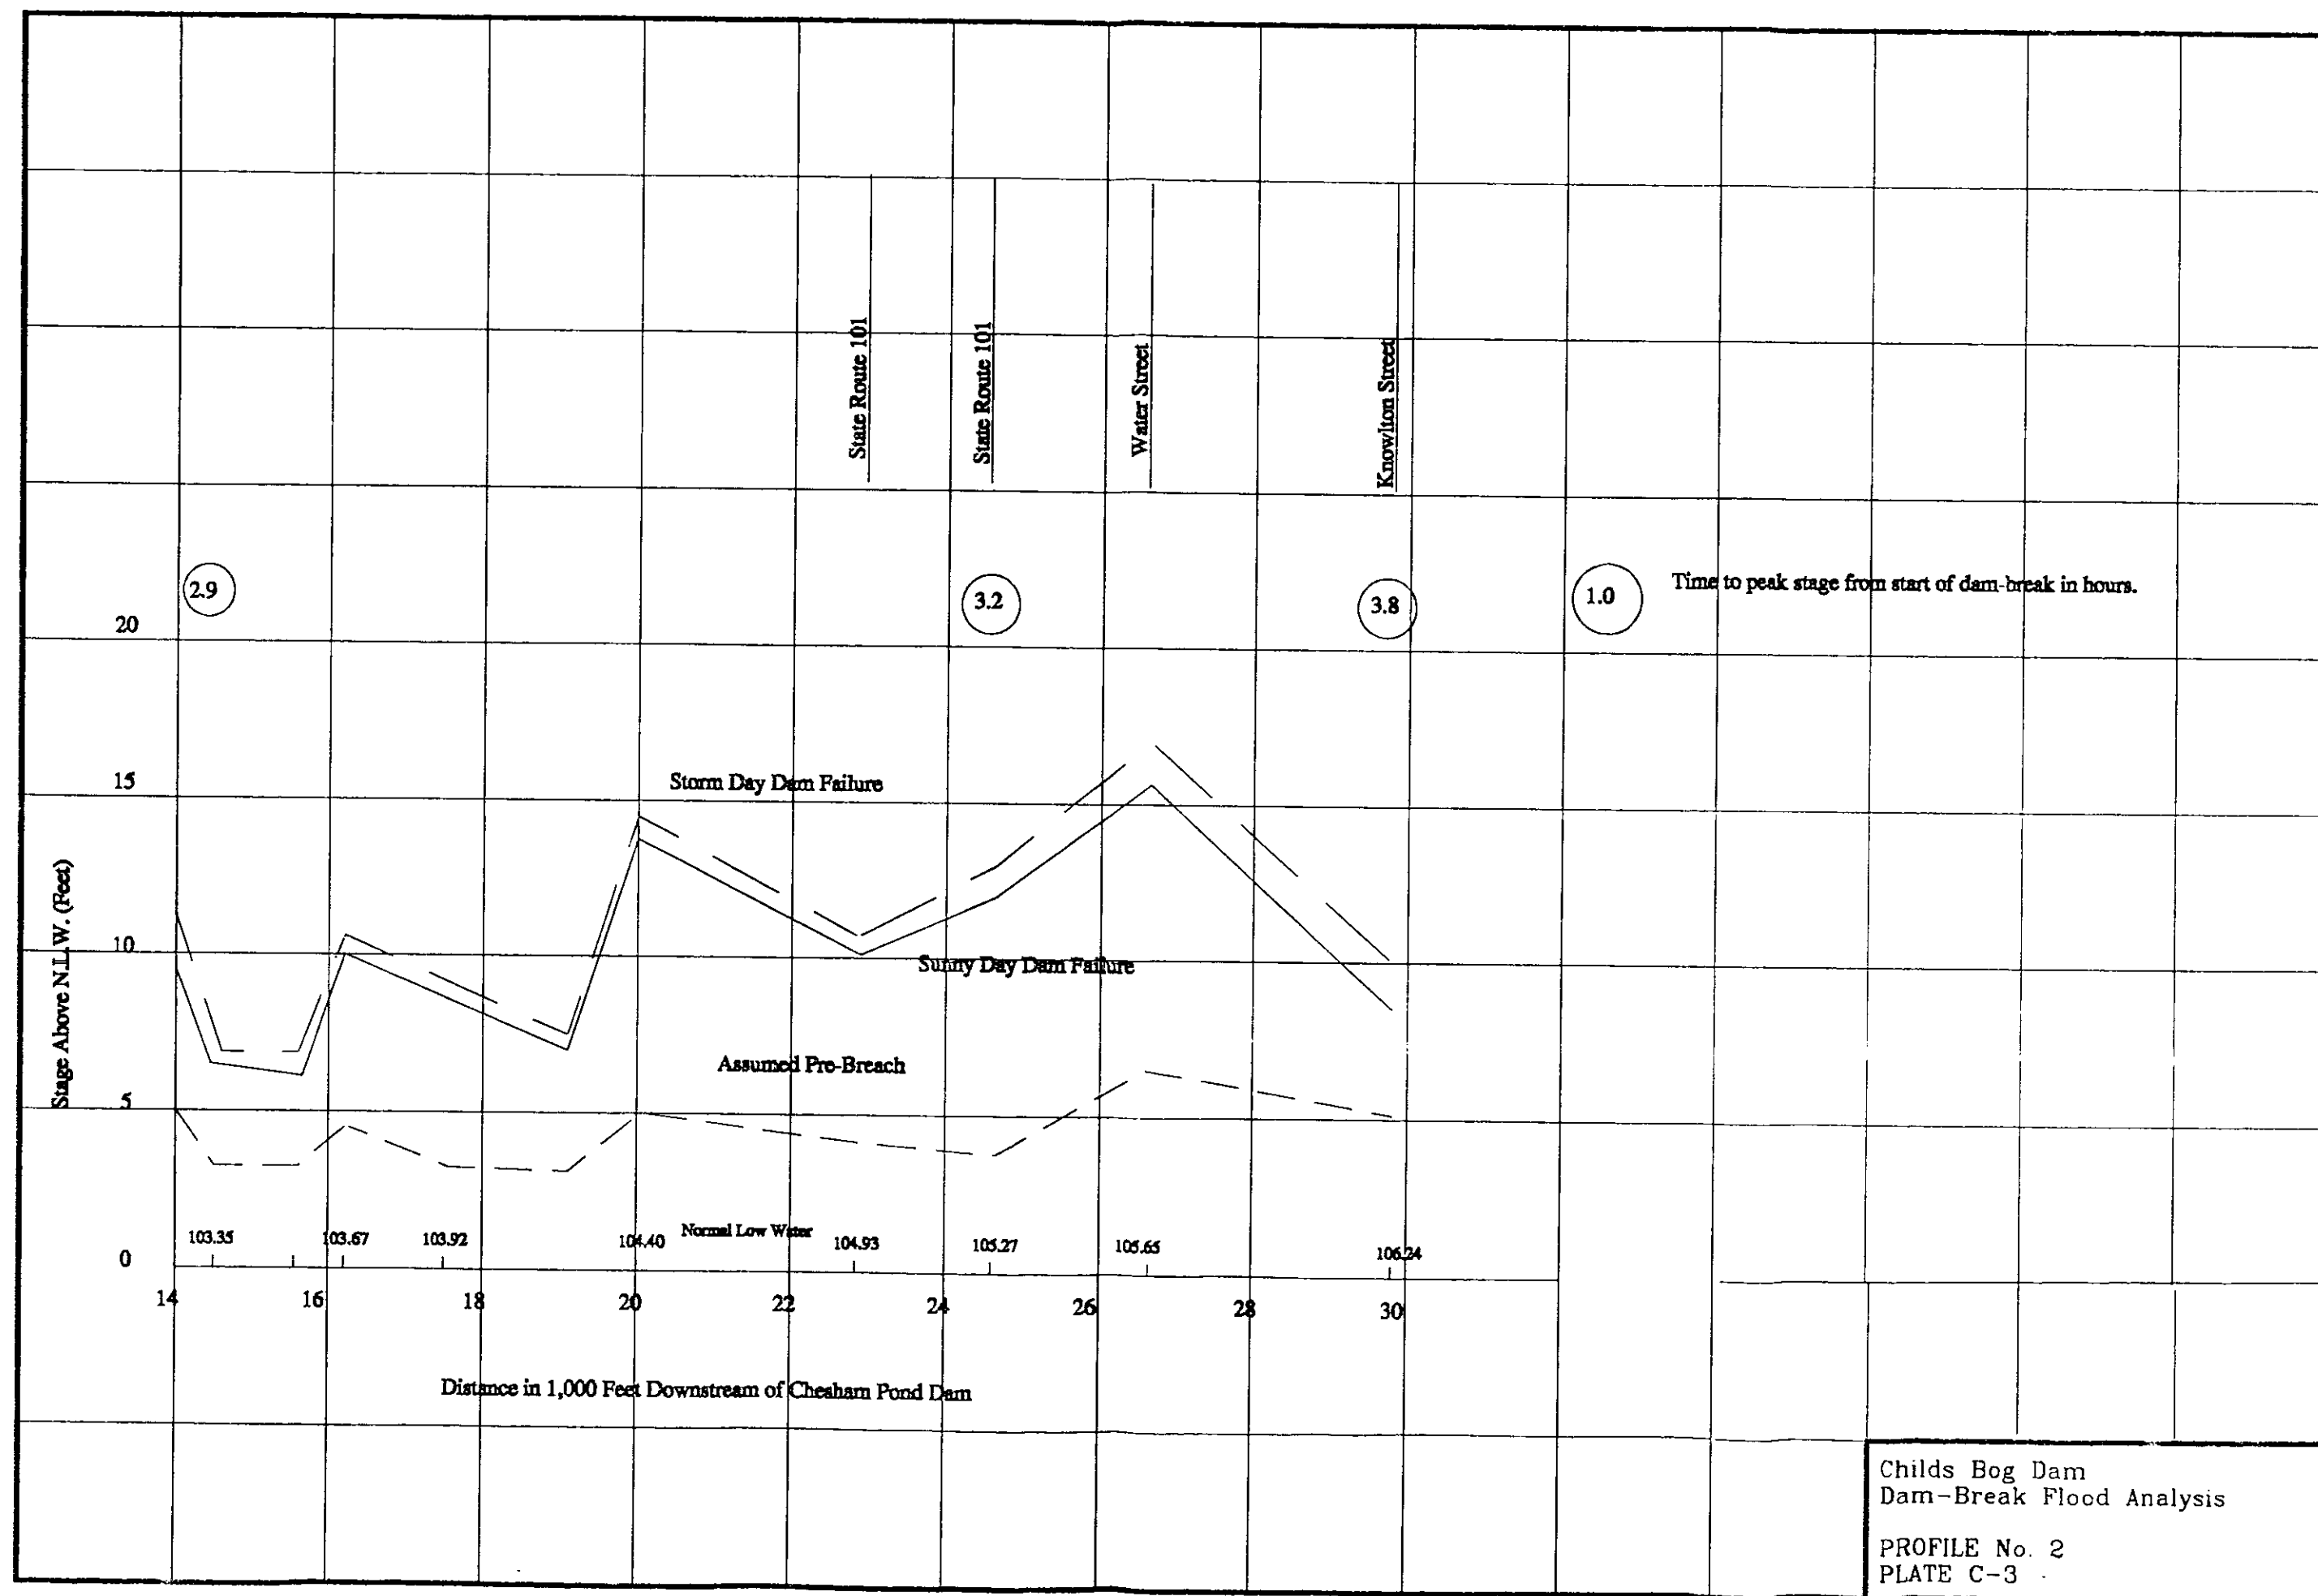 State Route 101
State Route 101
Water Street
Knowlton Street
2.9
3.2
3.8
1.0
Time to peak stage from start of dam-break in hours.
20
15
10
5
0
Stage Above N.L.W. (Feet)
Storm Day Dam Failure
Sunny Day Dam Failure
Assumed Pre-Breach
Normal Low Water
103.35
103.67
103.92
104.40
104.93
105.27
105.65
106.24
14
16
18
20
22
24
26
28
30
Distance in 1,000 Feet Downstream of Chesham Pond Dam
Childs Bog Dam
Dam-Break Flood Analysis
PROFILE No. 2
PLATE C-3